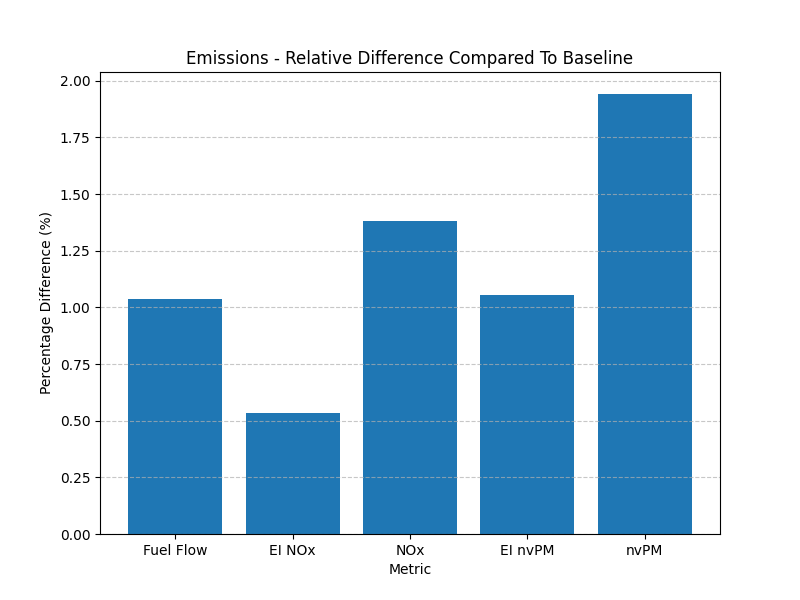 Emissions - Relative Difference Compared To Baseline
2.00
1.75
1.50
1.25
1.00
0.75
0.50
0.25
0.00
Percentage Difference (%)
Fuel Flow EI NOx NOx EI nvPM nvPM
Metric